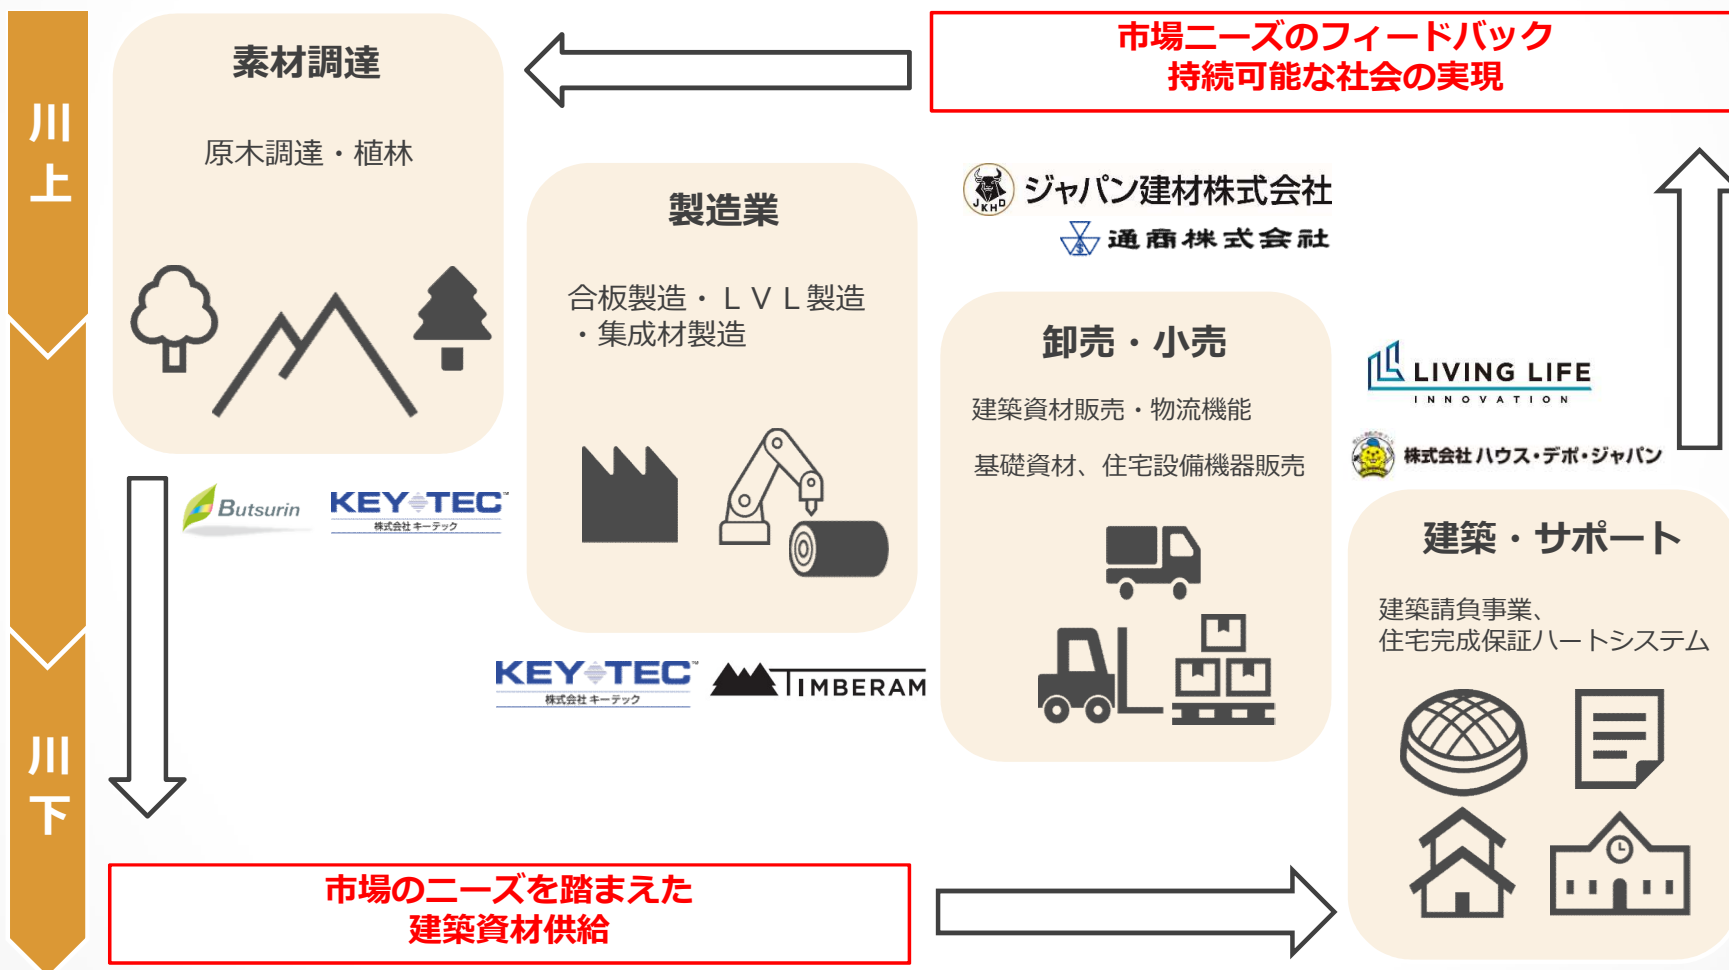 川上
川下
素材調達
原木調達・植林
市場ニーズのフィードバック
持続可能な社会の実現
製造業
合板製造・ＬＶＬ製造
・集成材製造
JKHD
ジャパン建材株式会社
通商株式会社
卸売・小売
建築資材販売・物流機能
基礎資材、住宅設備機器販売
LIVING LIFE
INNOVATION
株式会社 ハウス・デポ・ジャパン
Butsurin
KEY TEC™
株式会社 キーテック
建築・サポート
建築請負事業、
住宅完成保証ハートシステム
KEY TEC™
株式会社 キーテック
TIMBERAM
市場のニーズを踏まえた
建築資材供給